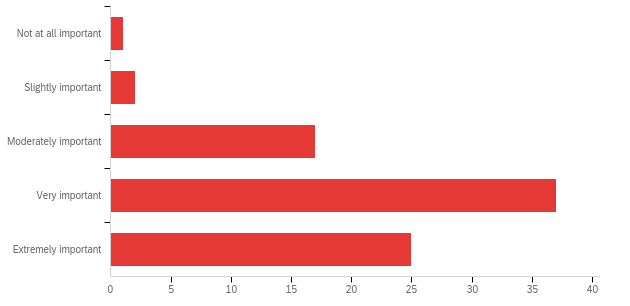 Not at all important
Slightly important
Moderately important
Very important
Extremely important
0 5 10 15 20 25 30 35 40